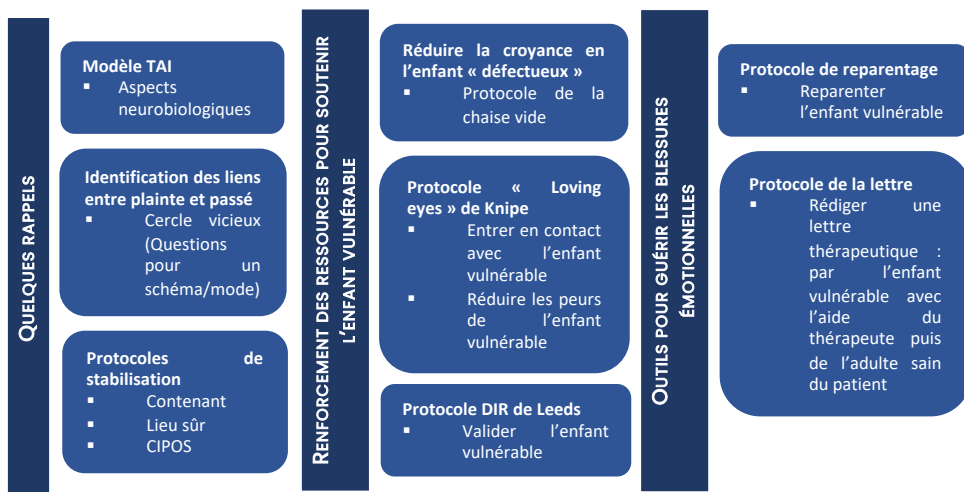 QUELQUES RAPPELS
Modèle TAI
▪ Aspects
neurobiologiques
Identification des liens
entre plainte et passé
▪ Cercle vicieux
(Questions
pour un
schéma/mode)
Protocoles de
stabilisation
▪ Contenant
▪ Lieu sûr
▪ CIPOS
RENFORCEMENT DES RESSOURCES POUR SOUTENIR
L'ENFANT VULNÉRABLE
Réduire la croyance en
l'enfant « défectueux »
▪ Protocole de la
chaise vide
Protocole « Loving
eyes » de Knipe
▪ Entrer en contact
avec l'enfant
vulnérable
▪ Réduire les peurs
de l'enfant
vulnérable
Protocole DIR de Leeds
▪ Valider l'enfant
vulnérable
OUTILS POUR GUÉRIR LES BLESSURES
ÉMOTIONNELLES
Protocole de reparentage
▪ Reparenter
l'enfant vulnérable
Protocole de la lettre
▪ Rédiger une
lettre
thérapeutique :
par l'enfant
vulnérable avec
l'aide du
thérapeute puis
de l'adulte sain
du patient